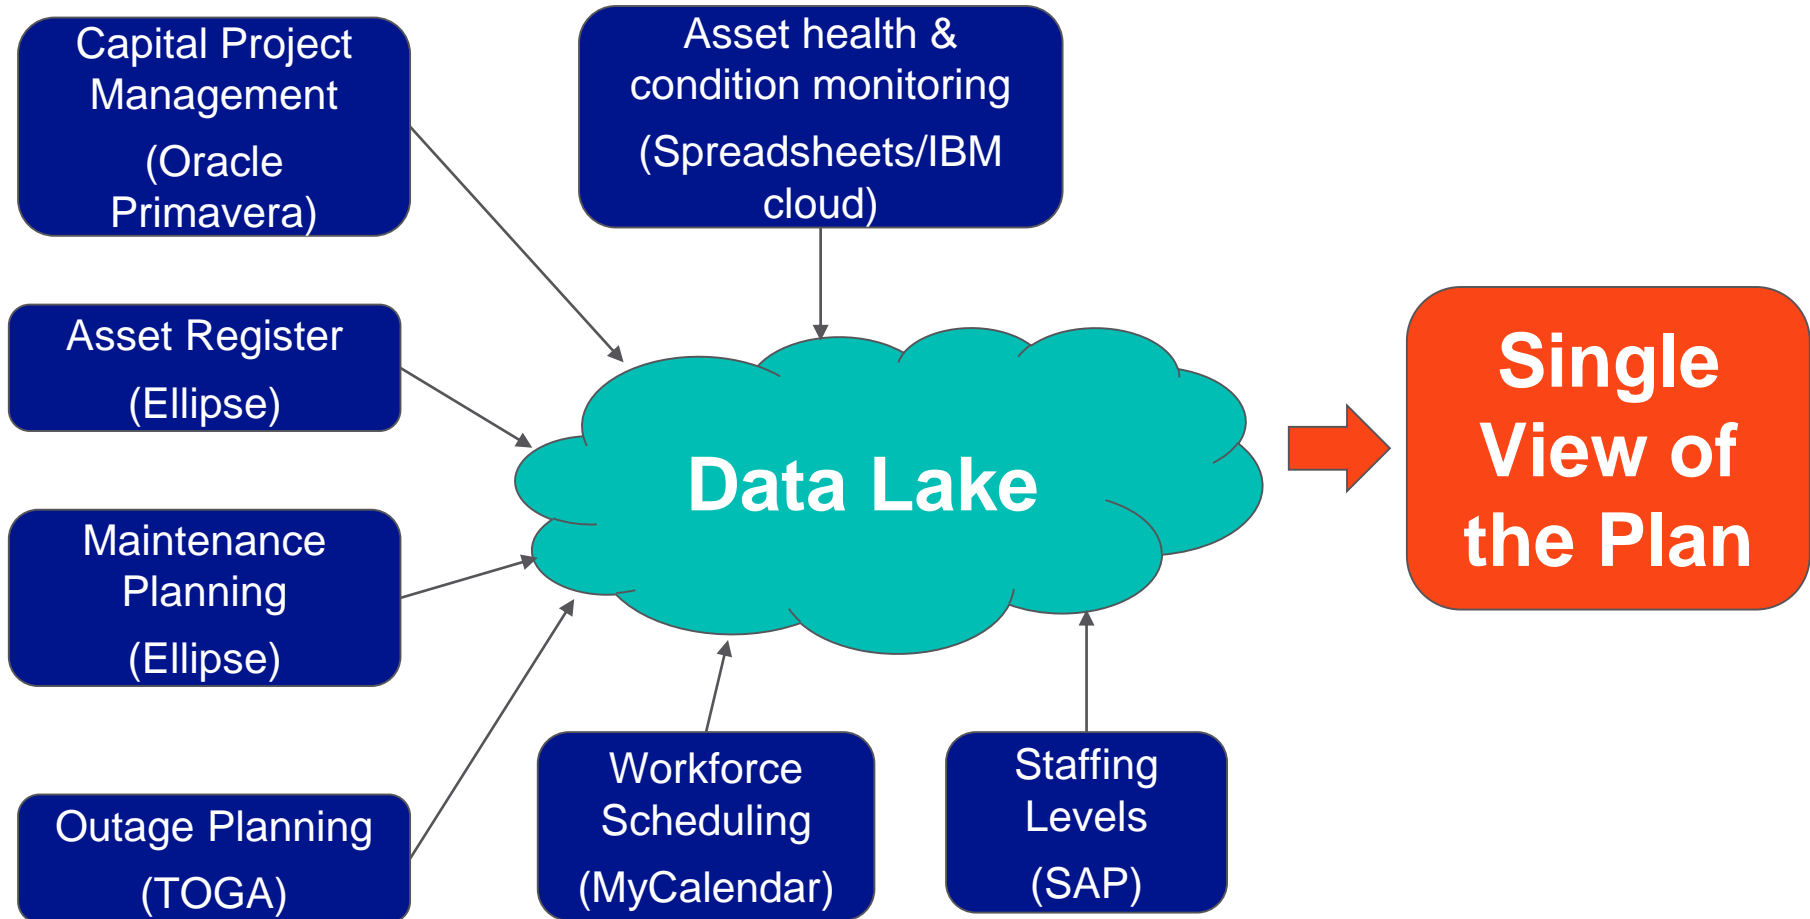 Capital Project
Management
(Oracle
Primavera)
Asset health &
condition monitoring
(Spreadsheets/IBM
cloud)
Asset Register
(Ellipse)
Maintenance
Planning
(Ellipse)
Outage Planning
(TOGA)
Workforce
Scheduling
(MyCalendar)
Staffing
Levels
(SAP)
Data Lake
Single
View of
the Plan